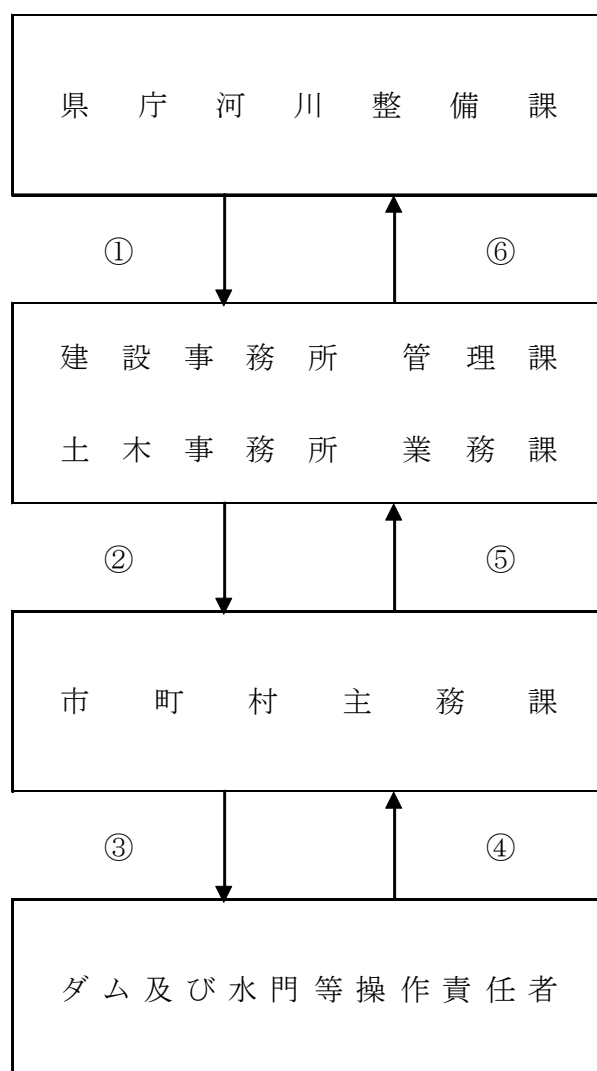 県庁河川整備課
① ⑥
建設事務所 管理課
土木事務所 業務課
② ⑤
市町村主務課
③ ④
ダム及び水門等操作責任者